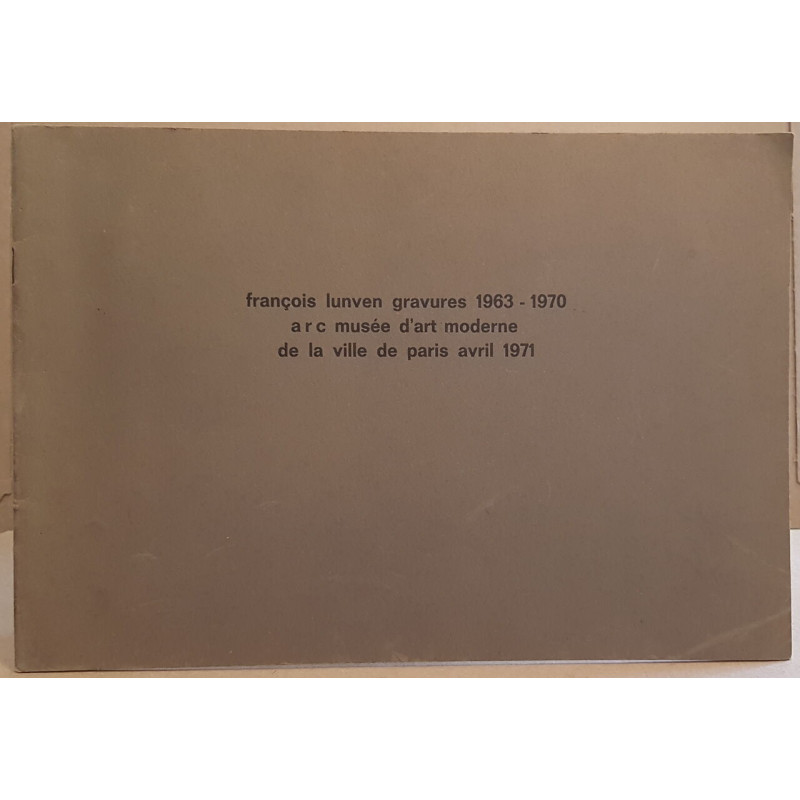 françois lunven gravures 1963 - 1970
a r c musée d'art moderne
de la ville de paris avril 1971